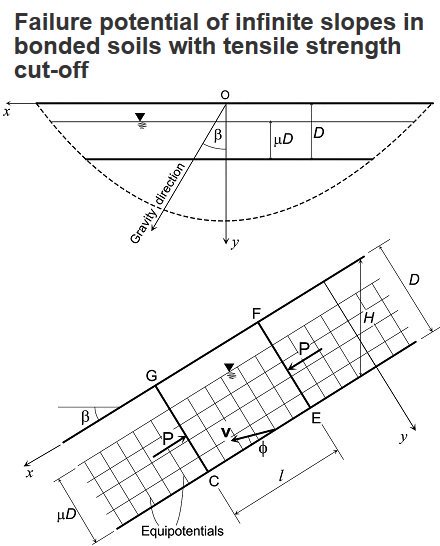 Failure potential of infinite slopes in
bonded soils with tensile strength
cut-off
O
x
β
μD
D
Gravity direction
y
D
F
H
P
G
β
E
y
x
P
v
ϕ
C
l
μD
Equipotentials